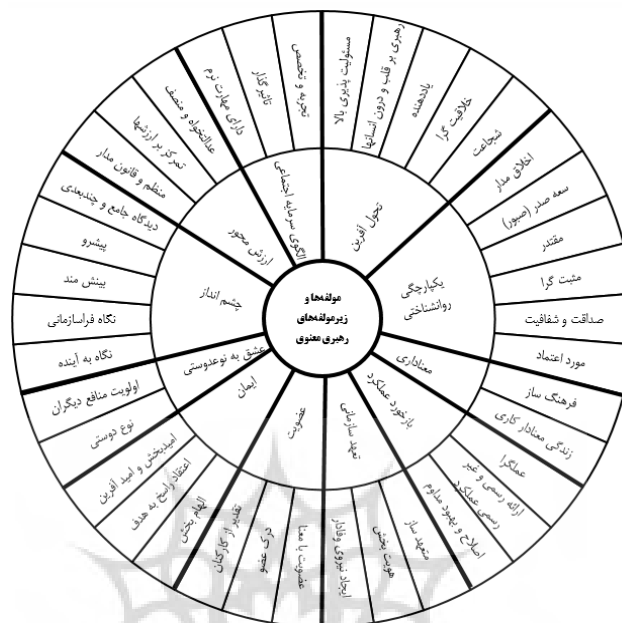 مولفه‌ها و
زیرمولفه‌های
رهبری معنوی
تحول آفرین
یکپارچگی
روانشناختی
معناداری
بازخورد عملکرد
تعهد سازمانی
عضویت
ایمان
عشق به نوعدوستی
چشم انداز
ارزش محور
الگوی سرمایه اجتماعی
مسئولیت پذیری بالا
رهبری بر قلب و درون انسانها
یاددهنده
خلاقیت گرا
شجاعت
اخلاق مدار
سعه صدر (صبور)
مقتدر
مثبت گرا
صداقت و شفافیت
مورد اعتماد
فرهنگ ساز
زندگی معنادار کاری
عملگرا
ارائه رسمی و غیر
رسمی عملکرد
اصلاح و بهبود مداوم
متعهد ساز
هویت بخش
ایجاد نیروی وفادار
عضویت با معنا
درک عضو
تقدیر از کارکنان
الهام بخش
اعتقاد راسخ به هدف
امیدبخش و امید آفرین
نوع دوستی
اولویت منافع دیگران
نگاه به آینده
نگاه فراسازمانی
بینش مند
پیشرو
دیدگاه جامع و چندبعدی
منظم و قانون مدار
تمرکز بر ارزشها
عدالتخواه و منصف
دارای مهارت نرم
تاثیر گذار
تجربه و تخصص